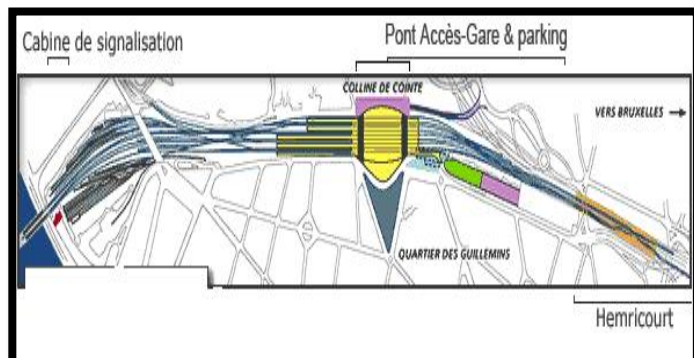 Cabine de signalisation
Pont Accès-Gare & parking
COLLINE DE COINTE
VERS BRUXELLES
QUARTIER DES GUILLEMINS
Hemricourt